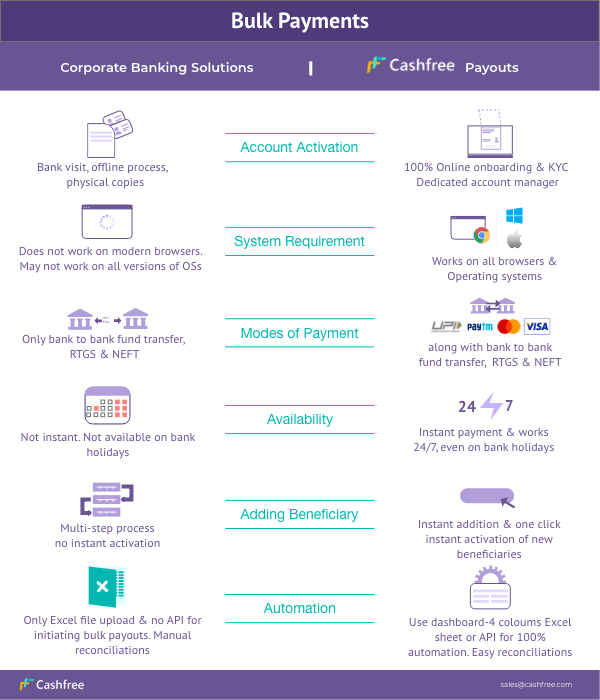 Bulk Payments
Corporate Banking Solutions
Cashfree Payouts
Account Activation
Bank visit, offline process,
physical copies
100% Online onboarding & KYC
Dedicated account manager
System Requirement
Does not work on modern browsers.
May not work on all versions of OSs
Works on all browsers &
Operating systems
Modes of Payment
Only bank to bank fund transfer,
RTGS & NEFT
UPI paytm VISA
along with bank to bank
fund transfer, RTGS & NEFT
Availability
Not instant. Not available on bank
holidays
24 7
Instant payment & works
24/7, even on bank holidays
Adding Beneficiary
Multi-step process
no instant activation
Instant addition & one click
instant activation of new
beneficiaries
Automation
X
Only Excel file upload & no API for
initiating bulk payouts. Manual
reconciliations
Use dashboard-4 coloums Excel
sheet or API for 100%
automation. Easy reconciliations
Cashfree
sales@cashfree.com